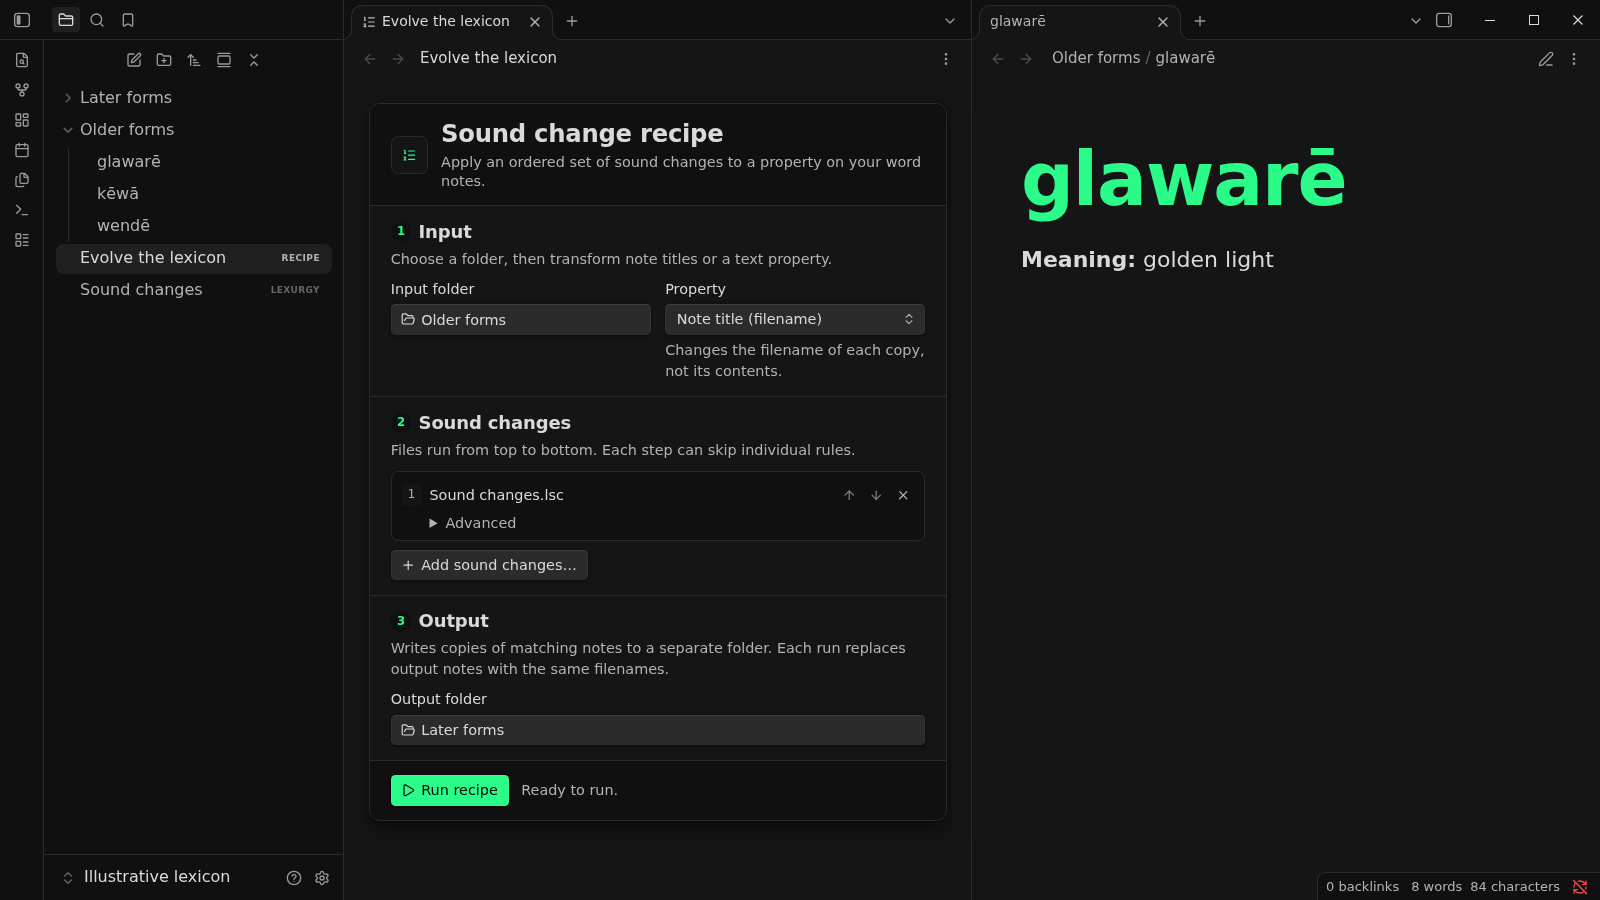 Evolve the lexicon
glawarē
Evolve the lexicon
Older forms / glawarē
Later forms
Older forms
glawarē
kēwā
wendē
Evolve the lexicon RECIPE
Sound changes LEXURGY
Illustrative lexicon
Sound change recipe
Apply an ordered set of sound changes to a property on your word
notes.
1 Input
Choose a folder, then transform note titles or a text property.
Input folder
Older forms
Property
Note title (filename)
Changes the filename of each copy,
not its contents.
2 Sound changes
Files run from top to bottom. Each step can skip individual rules.
1 Sound changes.lsc
Advanced
Add sound changes...
3 Output
Writes copies of matching notes to a separate folder. Each run replaces
output notes with the same filenames.
Output folder
Later forms
Run recipe Ready to run.
glawarē
Meaning: golden light
0 backlinks 8 words 84 characters